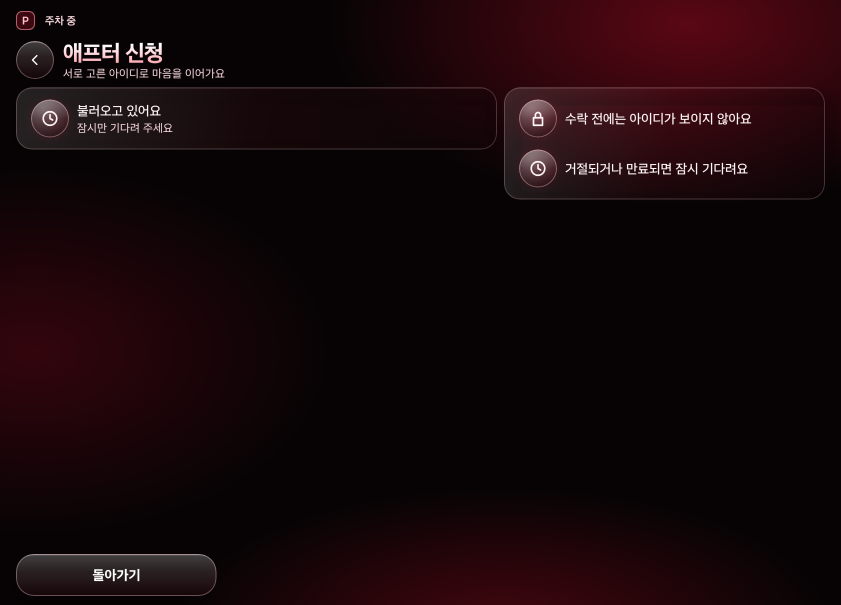 P 주차 중
애프터 신청
서로 고른 아이디로 마음을 이어가요
불러오고 있어요
잠시만 기다려 주세요
수락 전에는 아이디가 보이지 않아요
거절되거나 만료되면 잠시 기다려요
돌아가기